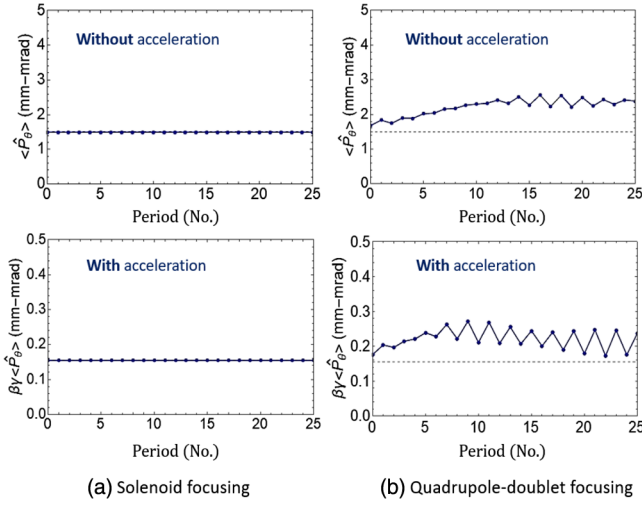 5
4
3
2
1
0
<P̂θ> (mm−mrad)
Without acceleration
0 5 10 15 20 25
Period (No.)
5
4
3
2
1
0
<P̂θ> (mm−mrad)
Without acceleration
0 5 10 15 20 25
Period (No.)
0.5
0.4
0.3
0.2
0.1
0.0
βγ<P̂θ> (mm−mrad)
With acceleration
0 5 10 15 20 25
Period (No.)
0.5
0.4
0.3
0.2
0.1
0.0
βγ<P̂θ> (mm−mrad)
With acceleration
0 5 10 15 20 25
Period (No.)
(a) Solenoid focusing
(b) Quadrupole-doublet focusing